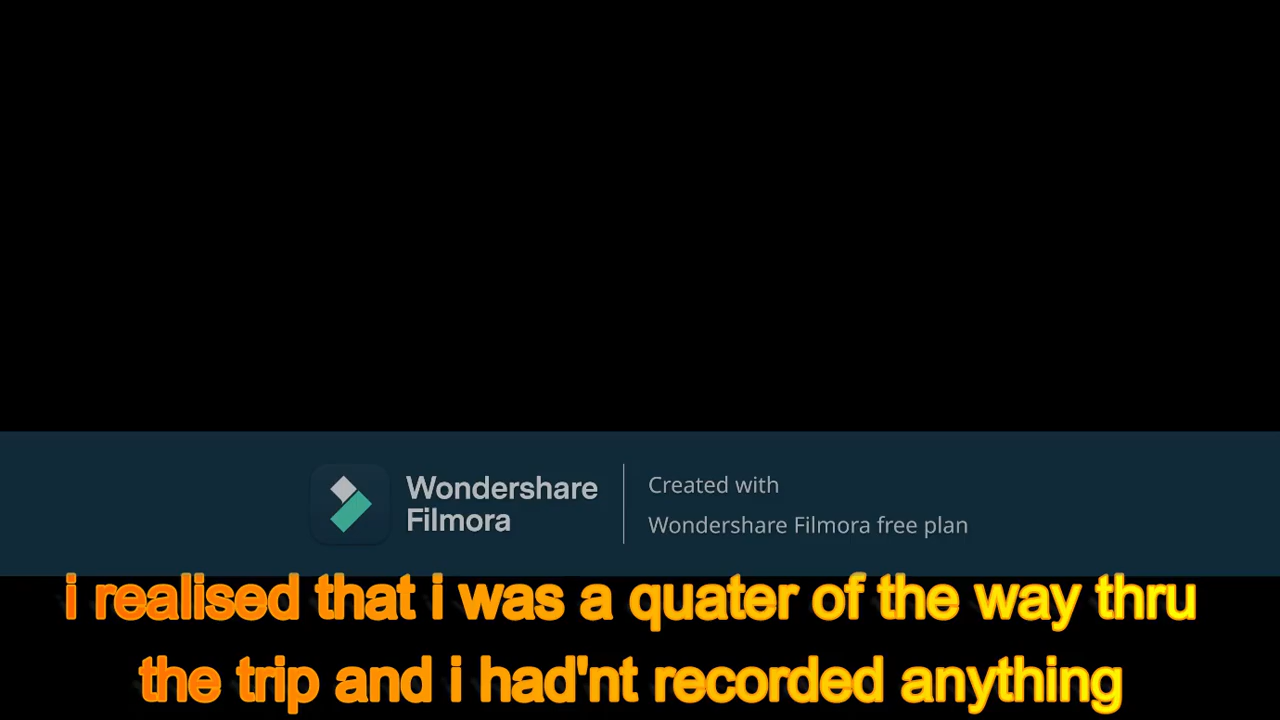 Wondershare
Filmora
Created with
Wondershare Filmora free plan
i realised that i was a quater of the way thru
the trip and i had'nt recorded anything